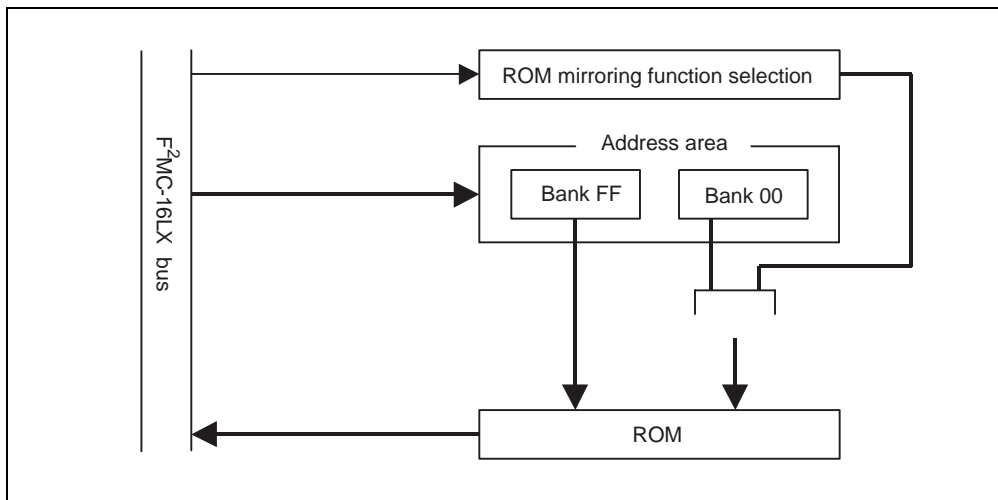 ROM mirroring function selection
Address area
F²MC-16LX bus
Bank FF
Bank 00
ROM